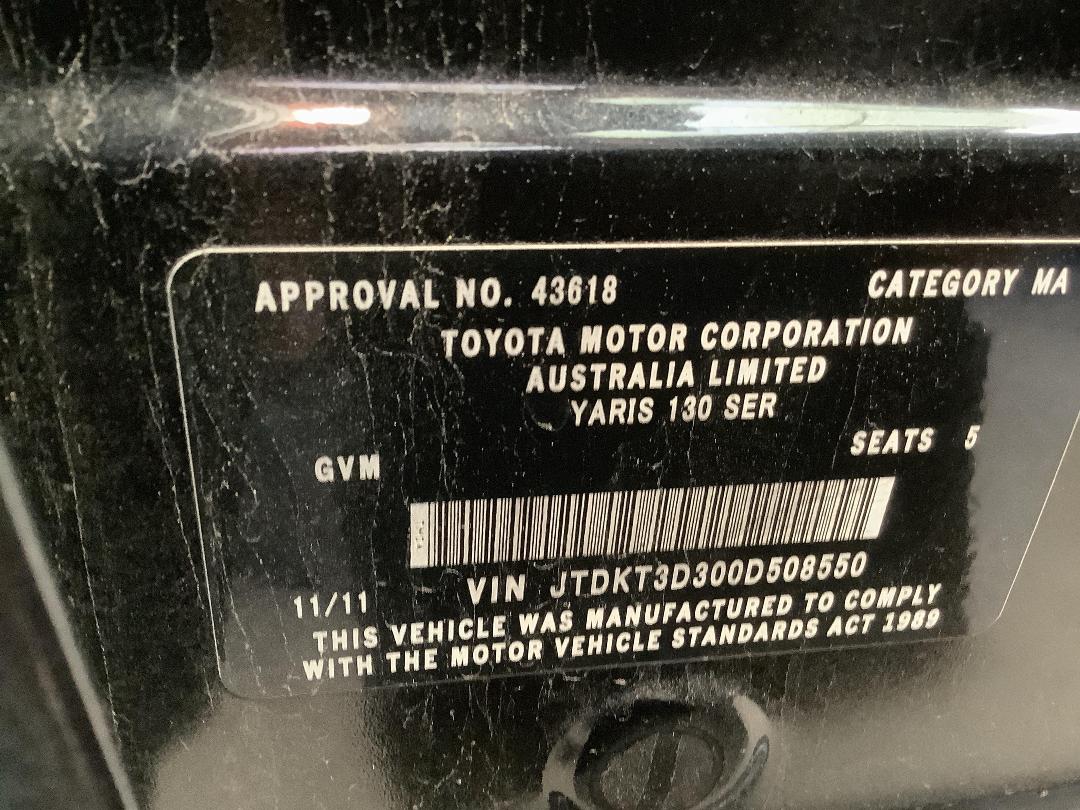 APPROVAL NO. 43618 CATEGORY MA
TOYOTA MOTOR CORPORATION
AUSTRALIA LIMITED
YARIS 130 SER
SEATS 5
GVM
VIN JTDKT3D300D508550
11/11
THIS VEHICLE WAS MANUFACTURED TO COMPLY
WITH THE MOTOR VEHICLE STANDARDS ACT 1989